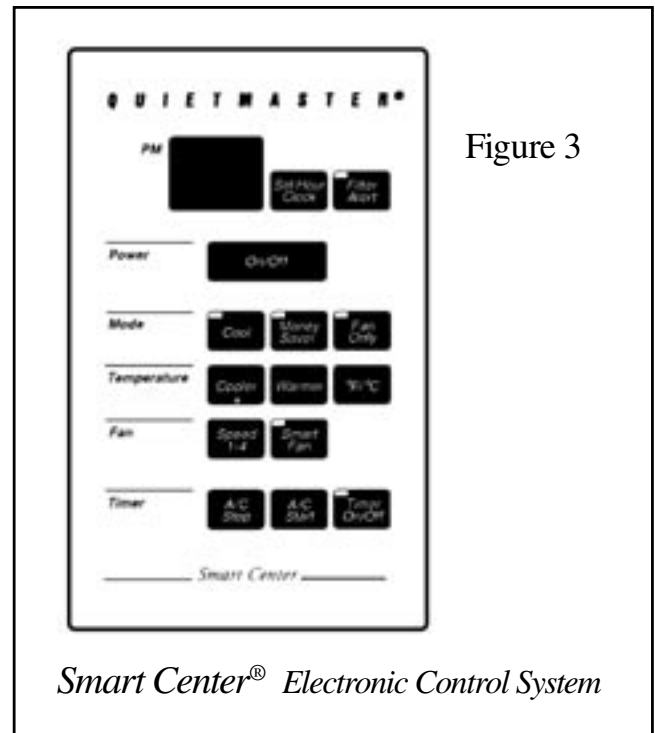 QUIETMASTER®
Figure 3
PM
Set Hour Clock
Filter Alert
Power
On/Off
Mode
Cool
Money Saver
Fan Only
Temperature
Cooler
Warmer
°F/°C
Fan
Speed 1-4
Smart Fan
Timer
A/C Stop
A/C Start
Timer On/Off
Smart Center
Smart Center® Electronic Control System